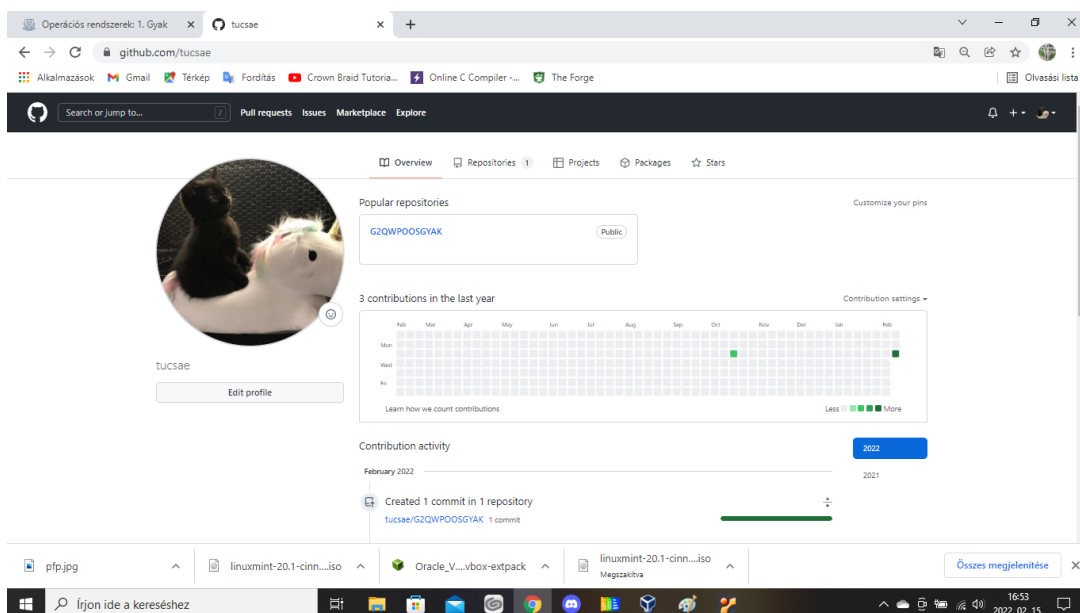 Operációs rendszerek: 1. Gyak
tucsae
github.com/tucsae
Alkalmazások Gmail Térkép Fordítás Crown Braid Tutoria... Online C Compiler -... The Forge Olvasási lista
Search or jump to... / Pull requests Issues Marketplace Explore
Overview Repositories 1 Projects Packages Stars
Popular repositories Customize your pins
G2QWPOOSGYAK Public
3 contributions in the last year Contribution settings
Feb Mar Apr May Jun Jul Aug Sep Oct Nov Dec Jan Feb
Mon
Wed
Fri
Learn how we count contributions Less More
tucsae
Edit profile
Contribution activity
2022
2021
February 2022
Created 1 commit in 1 repository
tucsae/G2QWPOOSGYAK 1 commit
pfp.jpg
linuxmint-20.1-cinn....iso
Oracle_V....vbox-extpack
linuxmint-20.1-cinn....iso
Megszakítva
Összes megjelenítése
Írjon ide a kereséshez
16:53
2022. 02. 15.